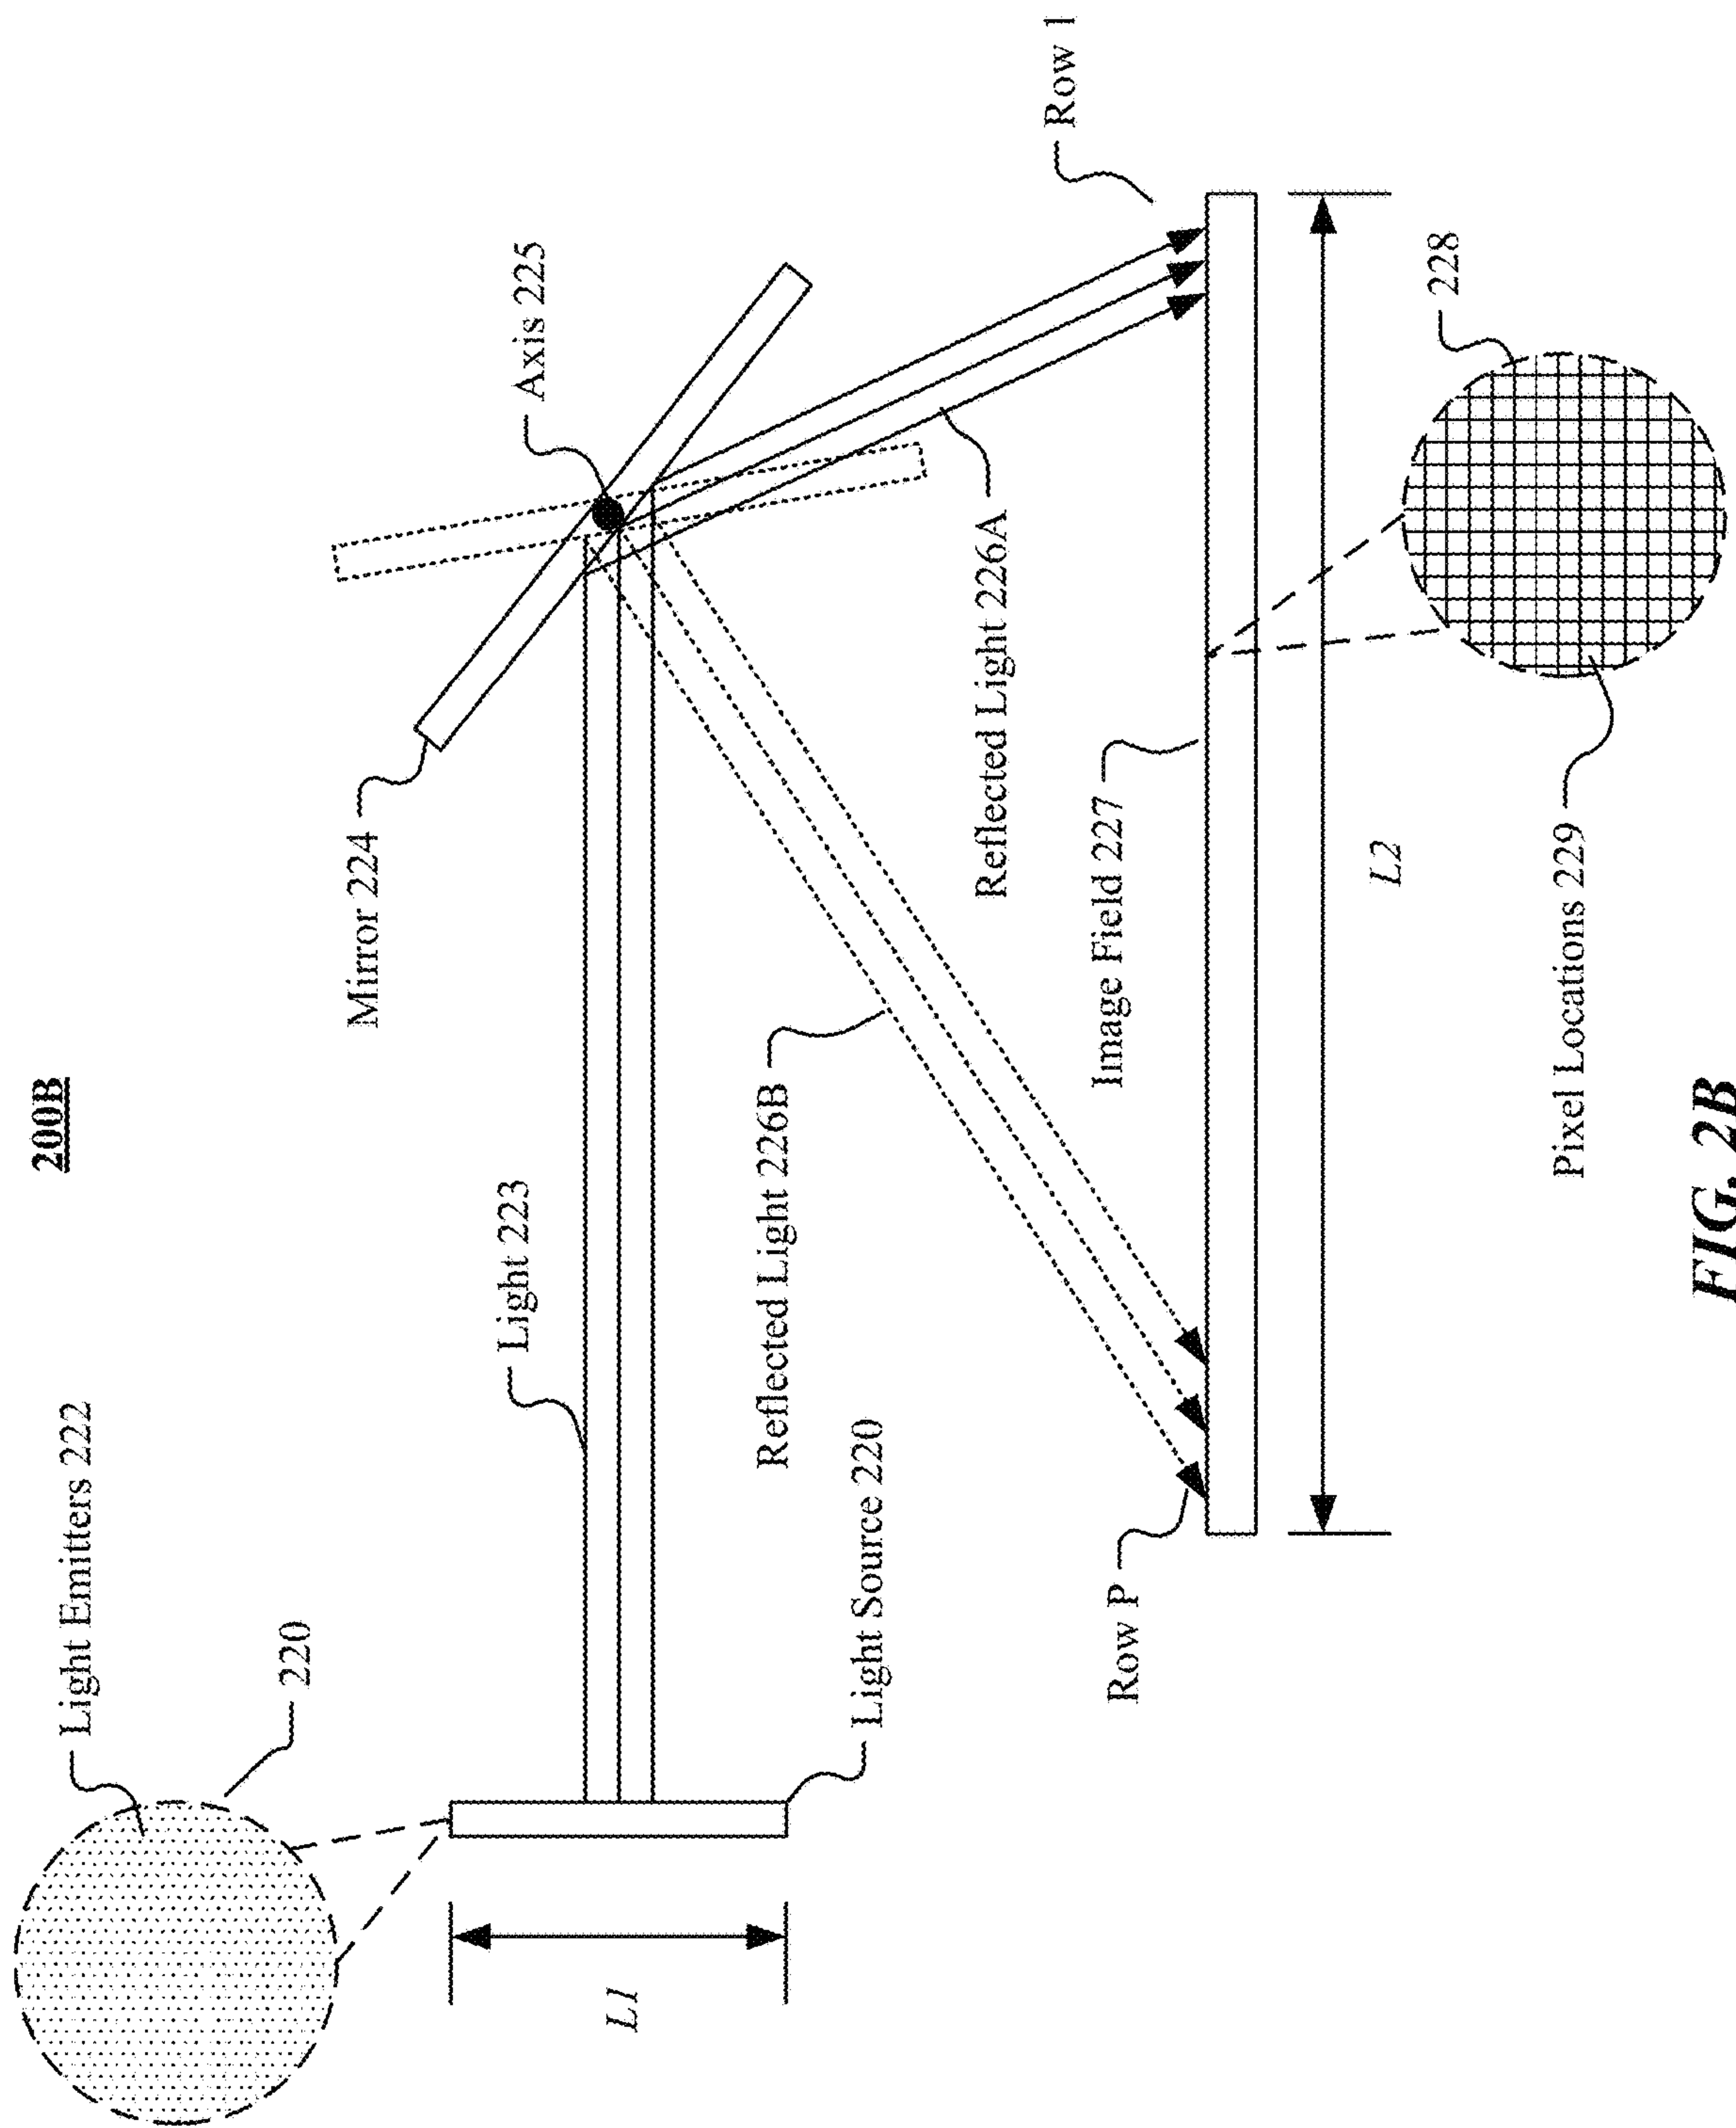 200B
Light Emitters 222
220
Mirror 224
Axis 225
Light 223
L1
Reflected Light 226B
Light Source 220
Reflected Light 226A
Row 1
Row P
Image Field 227
L2
228
Pixel Locations 229
FIG. 2B